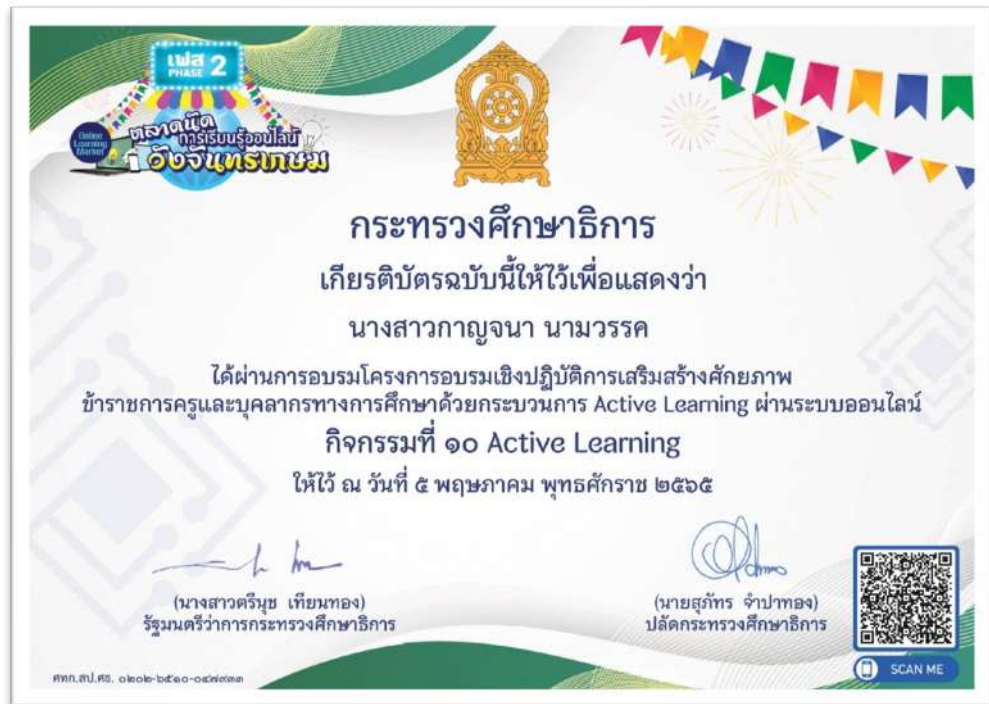 เฟส 2
PHASE
Online
Learning
Market
ตลาดนัด
การเรียนรู้ออนไลน์
วังจันทรเกษม
กระทรวงศึกษาธิการ
เกียรติบัตรฉบับนี้ให้ไว้เพื่อแสดงว่า
นางสาวกาญจนา นามวรรค
ได้ผ่านการอบรมโครงการอบรมเชิงปฏิบัติการเสริมสร้างศักยภาพ
ข้าราชการครูและบุคลากรทางการศึกษาด้วยกระบวนการ Active Learning ผ่านระบบออนไลน์
กิจกรรมที่ ๑๐ Active Learning
ให้ไว้ ณ วันที่ ๕ พฤษภาคม พุทธศักราช ๒๕๖๕
(นางสาวตรีนุช เทียนทอง)
รัฐมนตรีว่าการกระทรวงศึกษาธิการ
(นายสุภัทร จำปาทอง)
ปลัดกระทรวงศึกษาธิการ
SCAN ME
ศทก.สป.ศธ.